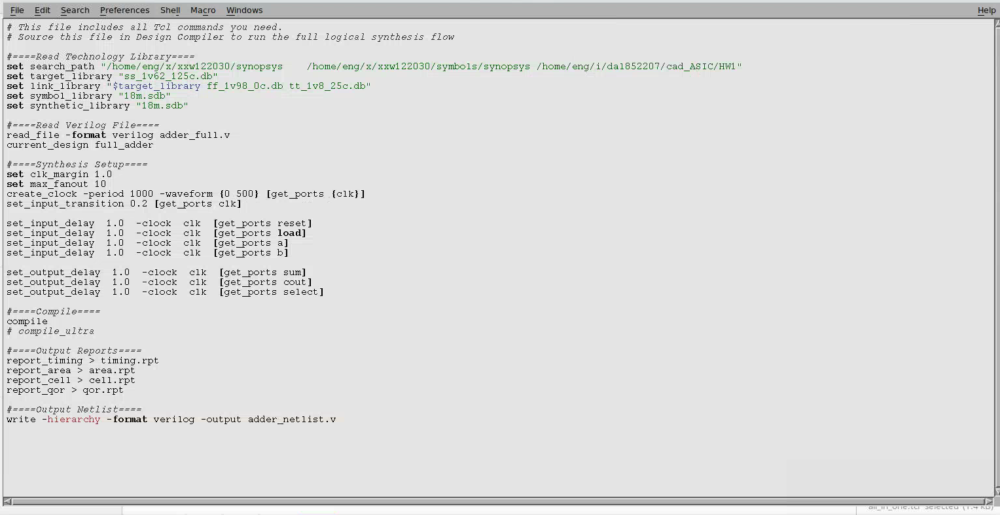 File Edit Search Preferences Shell Macro Windows Help
# This file includes all Tcl commands you need.
# Source this file in Design Compiler to run the full logical synthesis flow
#====Read Technology Library====
set search_path "/home/eng/x/xxw122030/synopsys    /home/eng/x/xxw122030/symbols/synopsys /home/eng/i/dal852207/cad_ASIC/HW1"
set target_library "ss_1v62_125c.db"
set link_library "$target_library ff_1v98_0c.db tt_1v8_25c.db"
set symbol_library "18m.sdb"
set synthetic_library "18m.sdb"
#====Read Verilog File====
read_file -format verilog adder_full.v
current_design full_adder
#====Synthesis Setup====
set clk_margin 1.0
set max_fanout 10
create_clock -period 1000 -waveform {0 500} [get_ports {clk}]
set_input_transition 0.2 [get_ports clk]
set_input_delay  1.0  -clock  clk  [get_ports reset]
set_input_delay  1.0  -clock  clk  [get_ports load]
set_input_delay  1.0  -clock  clk  [get_ports a]
set_input_delay  1.0  -clock  clk  [get_ports b]
set_output_delay  1.0  -clock  clk  [get_ports sum]
set_output_delay  1.0  -clock  clk  [get_ports cout]
set_output_delay  1.0  -clock  clk  [get_ports select]
#====Compile====
compile
# compile_ultra
#====Output Reports====
report_timing > timing.rpt
report_area > area.rpt
report_cell > cell.rpt
report_qor > qor.rpt
#====Output Netlist====
write -hierarchy -format verilog -output adder_netlist.v
all_in_one.tcl selected (1.4 kB)